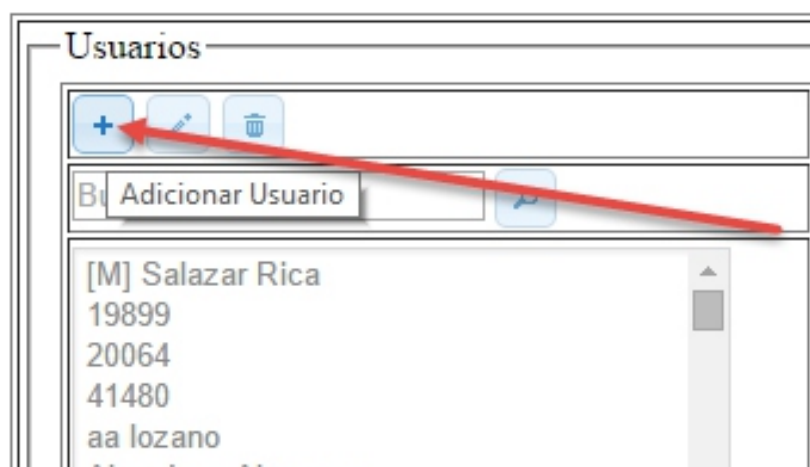 Usuarios
Adicionar Usuario
[M] Salazar Rica
19899
20064
41480
aa lozano